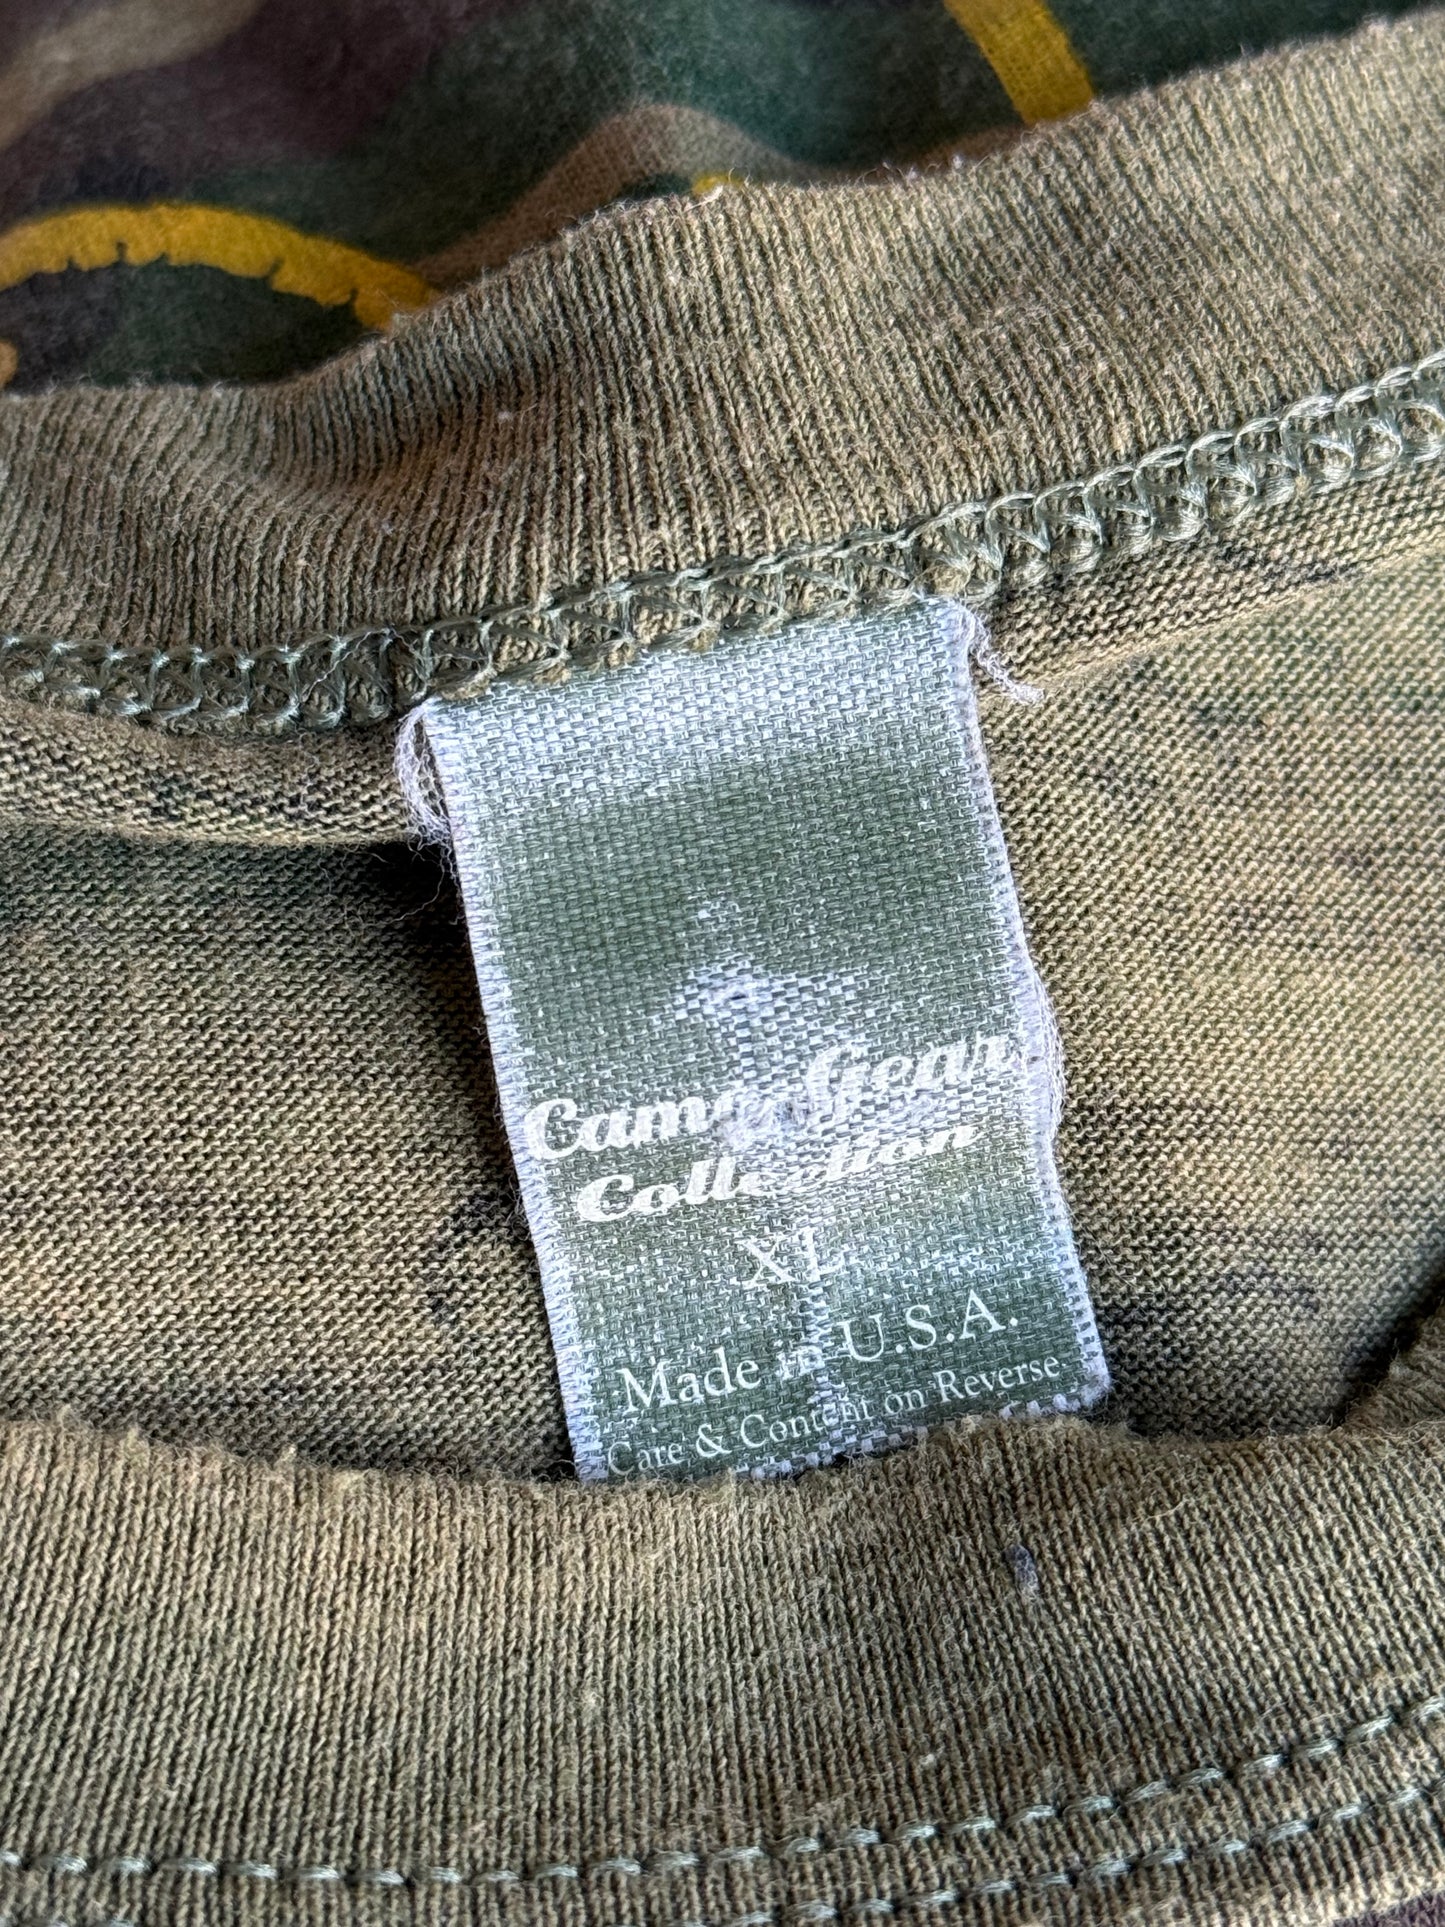 Camo Gear
Collection
XL
Made in U.S.A.
Care & Content on Reverse